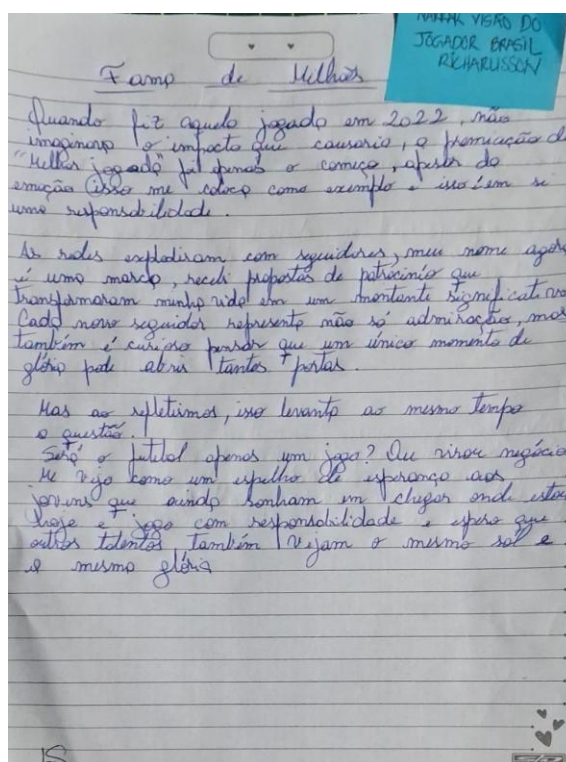 NARRAR VISÃO DO
JOGADOR BRASIL
RICHARLISSON
Fama de Milhões
Quando fiz aquela jogada em 2022, não
imaginara o impacto que causaria, a premiação de
"Melhor jogada" foi apenas o começo, apesar da
emoção isso me coloca como exemplo e isso tem si
uma responsabilidade.
As redes explodiram com seguidores, meu nome agora
é uma marca, recebi propostas de patrocínio que
transformaram minha vida em um montante significativo
Cada novo seguidor representa não só admiração, mas
também é curioso pensar que um único momento de
glória pode abrir tantas portas.
Mas ao refletirmos, isso levanta ao mesmo tempo
a questão.
Será o futebol apenas um jogo? Ou virou negócio
Me vejo como um espelho de esperança aos
jovens que ainda sonham em chegar onde estou
hoje e jogo com responsabilidade e espero que
outros talentos também vejam o mesmo sol e
a mesma glória